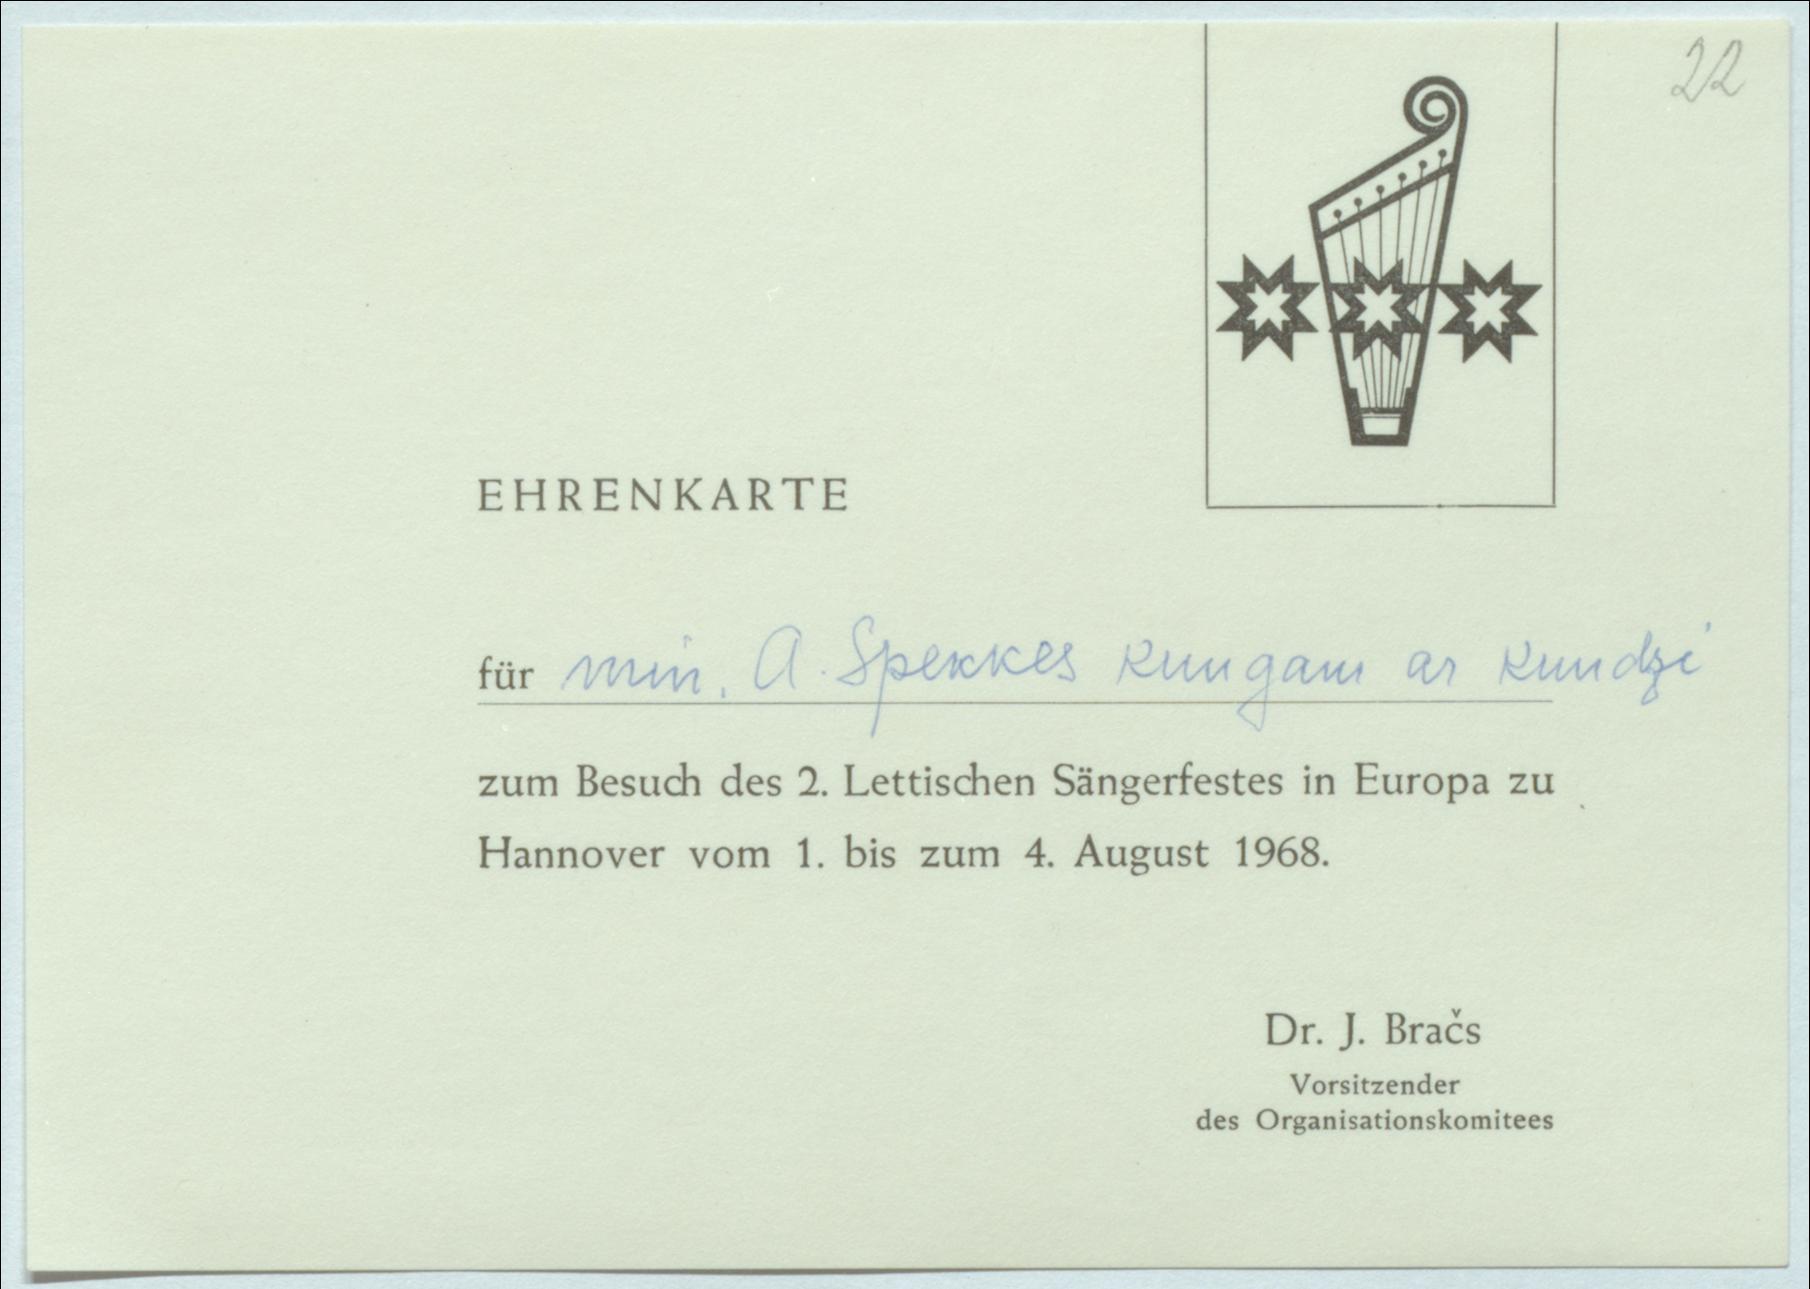 22
EHRENKARTE
für min. A. Spekkes kungam ar kundzi
zum Besuch des 2. Lettischen Sängerfestes in Europa zu
Hannover vom 1. bis zum 4. August 1968.
Dr. J. Bračs
Vorsitzender
des Organisationskomitees